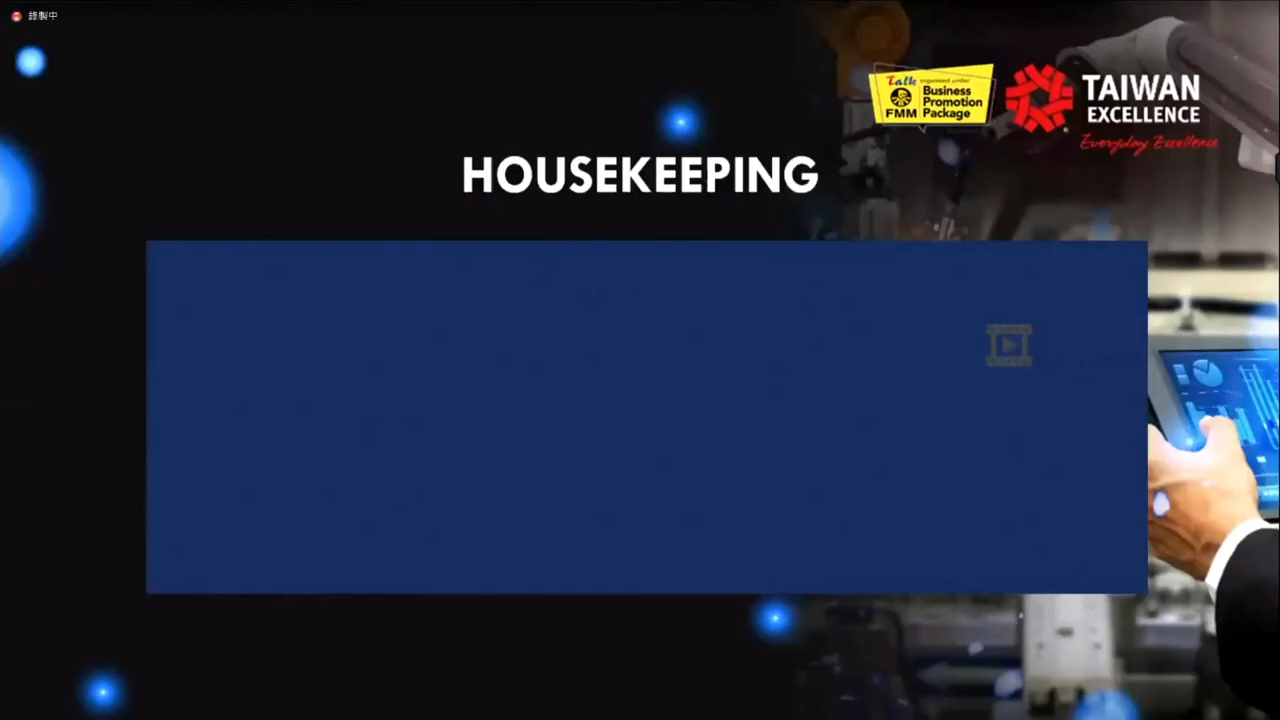 錄製中
Talk organised under
FMM
Business
Promotion
Package
TAIWAN
EXCELLENCE
Everyday Excellence
HOUSEKEEPING